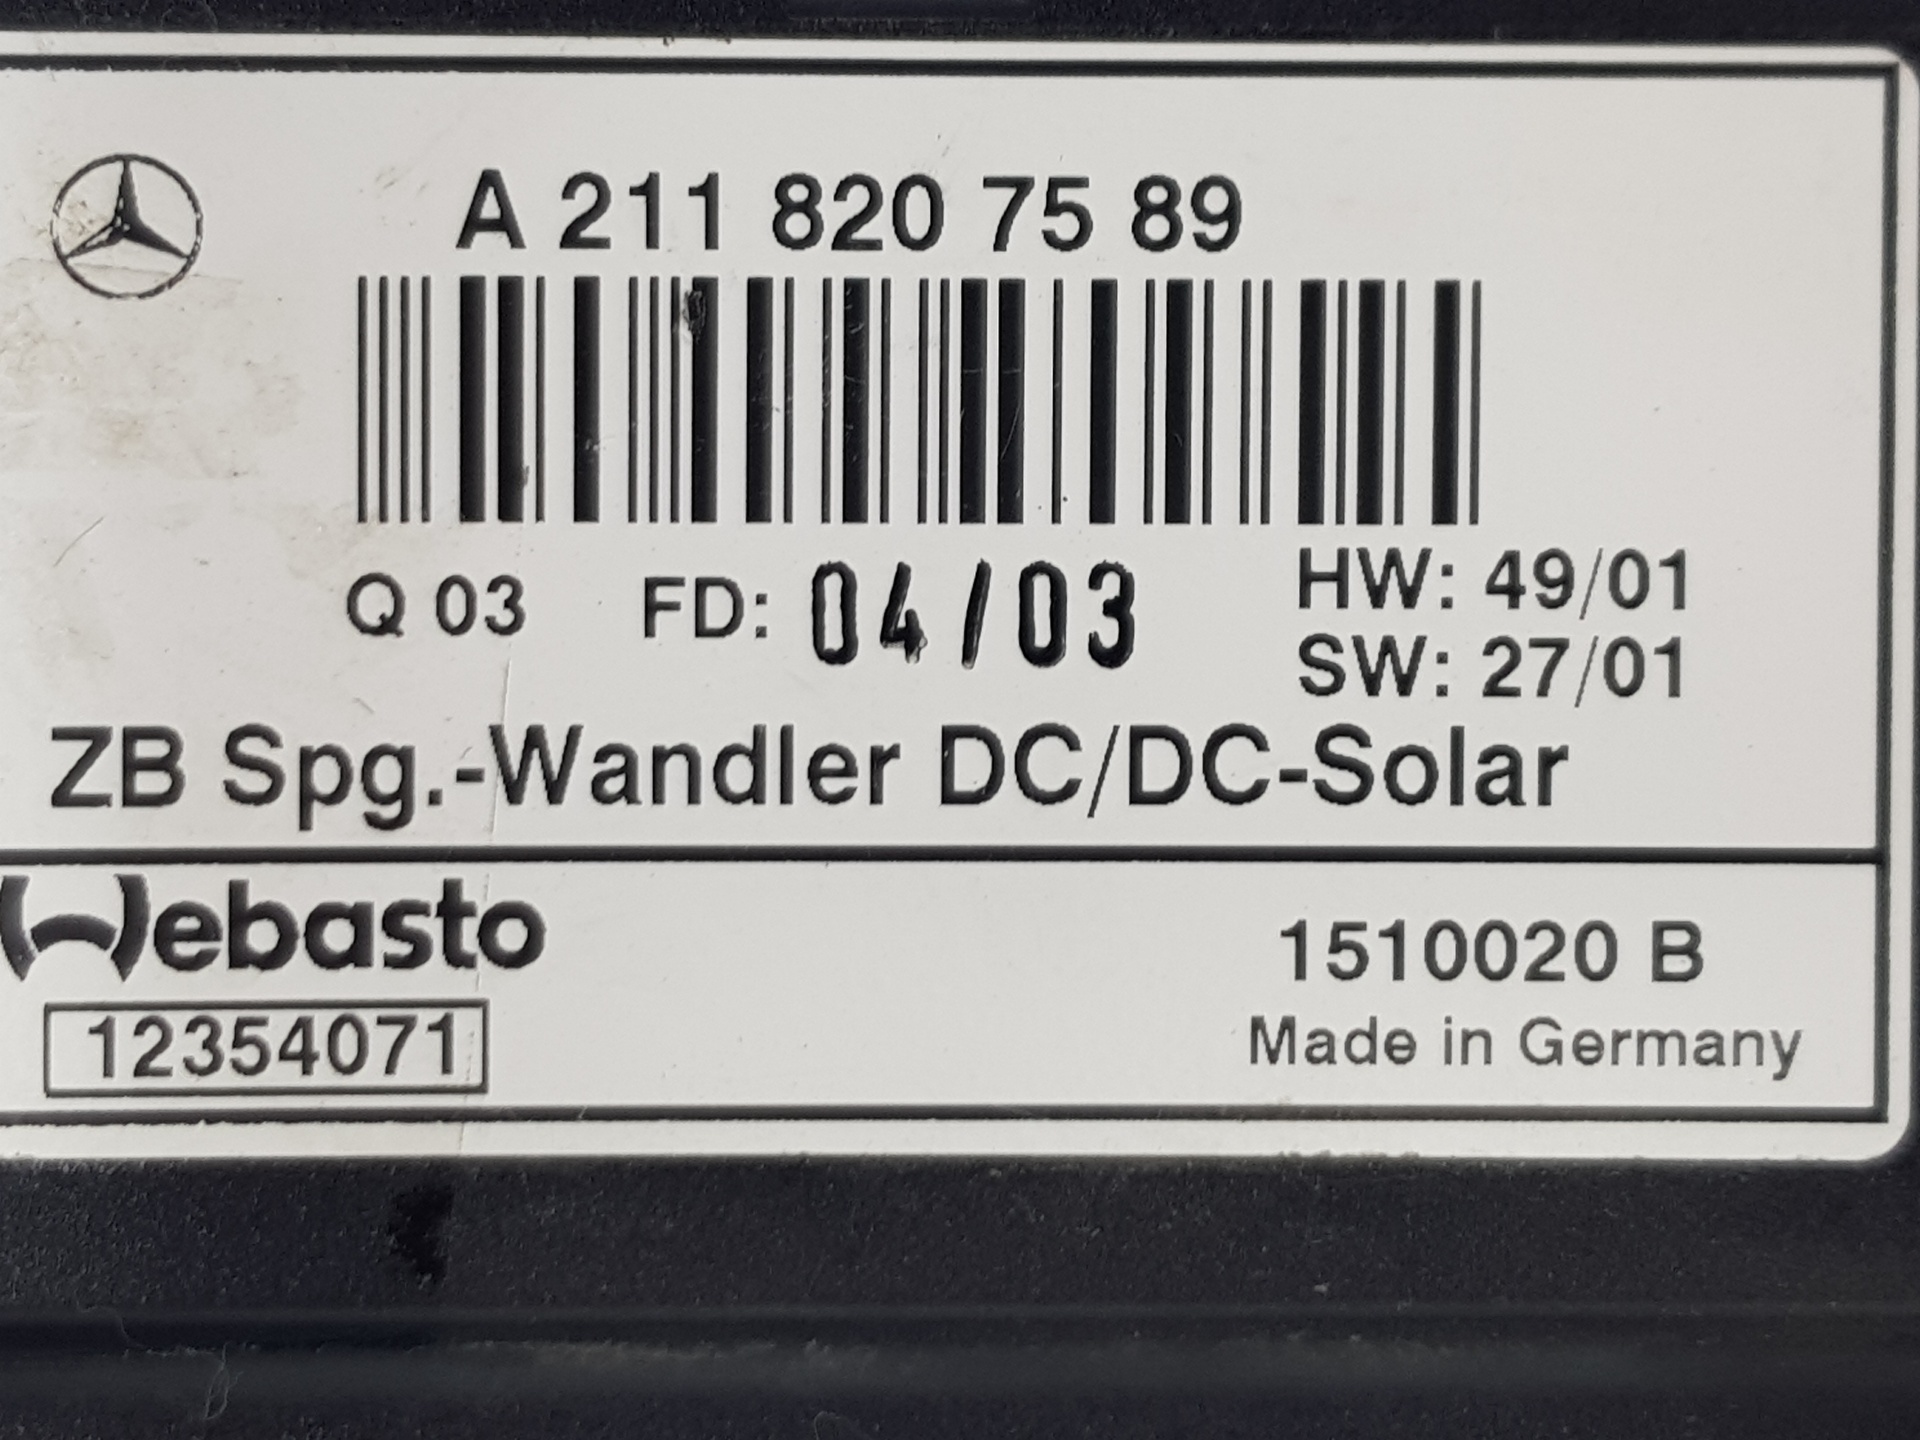 A 211 820 75 89
Q 03 FD: 04/03 HW: 49/01
SW: 27/01
ZB Spg.-Wandler DC/DC-Solar
Webasto
1510020 B
12354071
Made in Germany